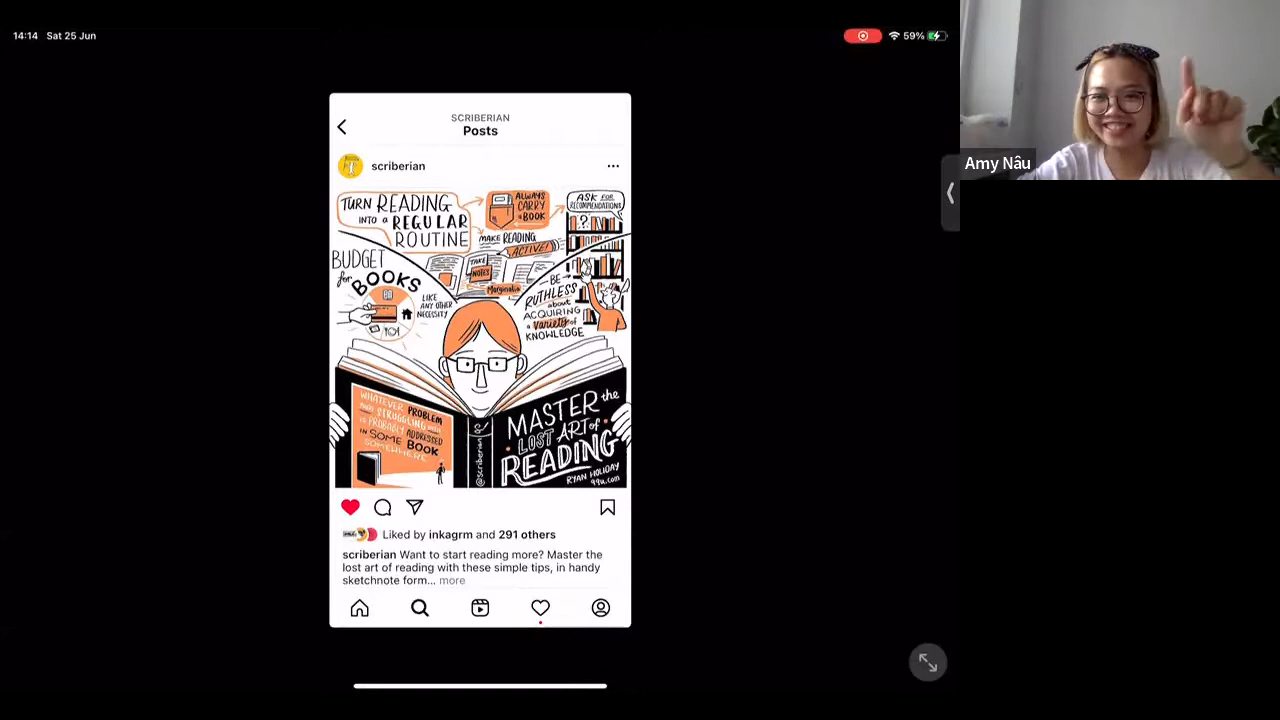 14:14 Sat 25 Jun
59%
Amy Nâu
SCRIBERIAN
Posts
scriberian
TURN READING
INTO A REGULAR
ROUTINE
ALWAYS
CARRY
A BOOK
ASK FOR
RECOMMENDATIONS
?
MAKE READING
ACTIVE!
TAKE
NOTES
Marginalia
BUDGET
for BOOKS
LIKE
ANY OTHER
NECESSITY
BE
RUTHLESS
about
ACQUIRING
a variety of
KNOWLEDGE
WHATEVER PROBLEM
STRUGGLING
IS PROBABLY ADDRESSED
IN SOME BOOK
SOMEWHERE
@scriberian
MASTER the
LOST ART of
READING
RYAN HOLIDAY
99u.com
Liked by inkagrm and 291 others
scriberian Want to start reading more? Master the
lost art of reading with these simple tips, in handy
sketchnote form... more